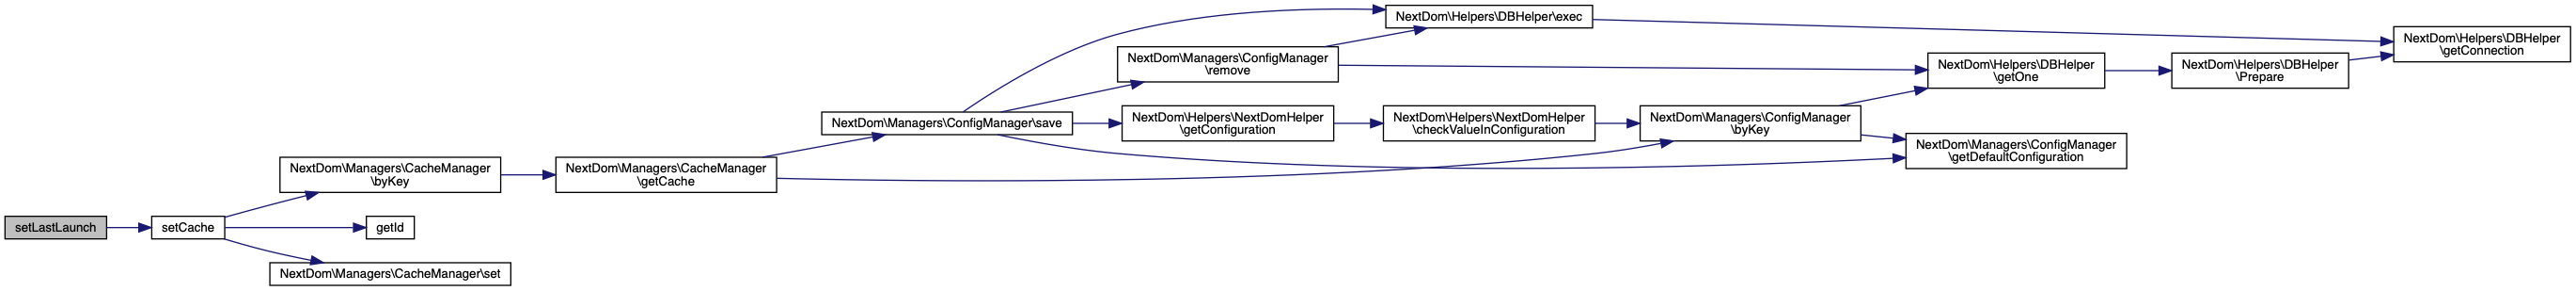 setLastLaunch
setCache
NextDom\Managers\CacheManager
\byKey
getId
NextDom\Managers\CacheManager\set
NextDom\Managers\CacheManager
\getCache
NextDom\Managers\ConfigManager\save
NextDom\Helpers\DBHelper\exec
NextDom\Managers\ConfigManager
\remove
NextDom\Helpers\NextDomHelper
\getConfiguration
NextDom\Helpers\NextDomHelper
\checkValueInConfiguration
NextDom\Managers\ConfigManager
\byKey
NextDom\Helpers\DBHelper
\getOne
NextDom\Managers\ConfigManager
\getDefaultConfiguration
NextDom\Helpers\DBHelper
\Prepare
NextDom\Helpers\DBHelper
\getConnection